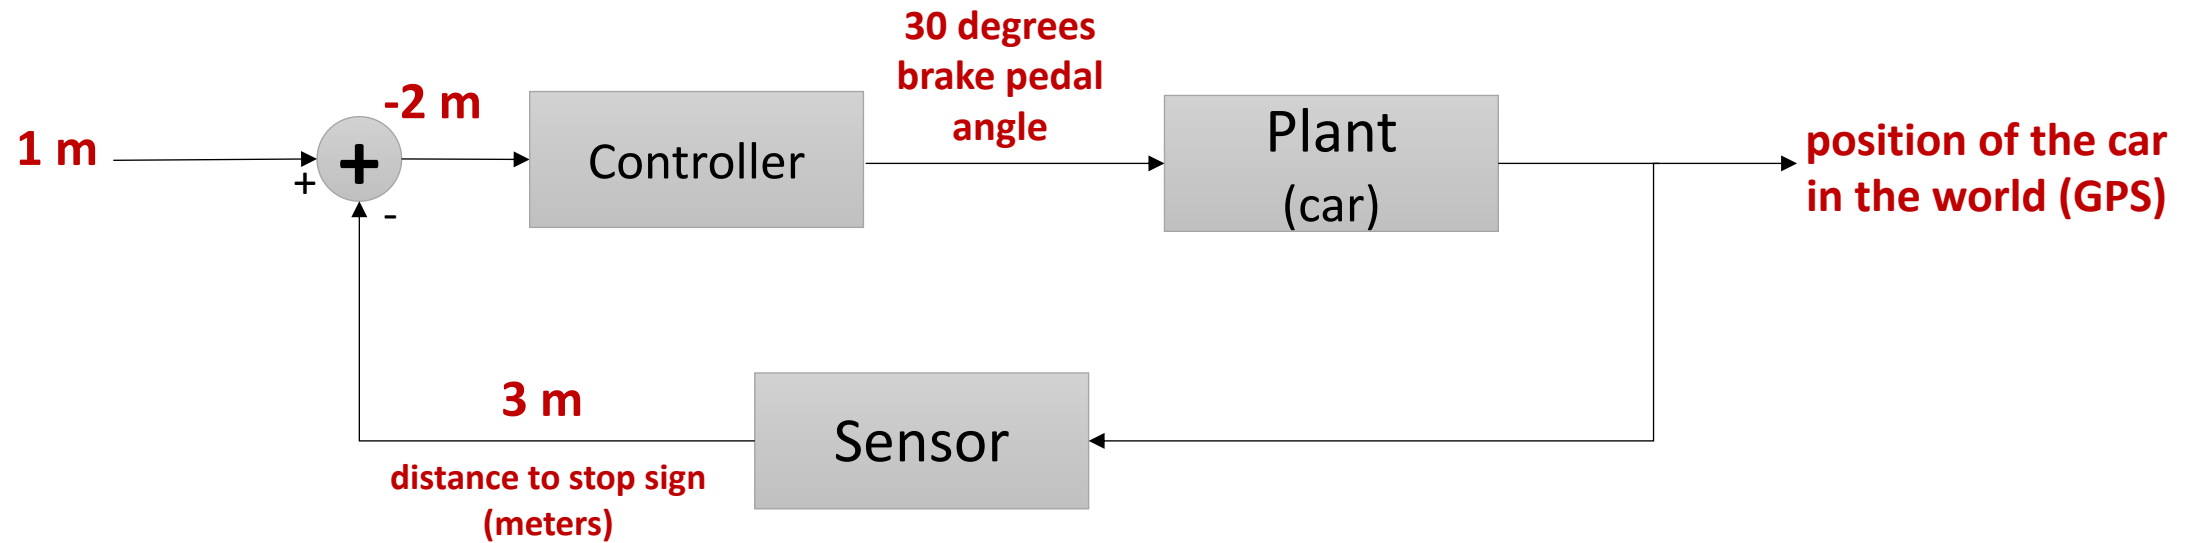 30 degrees
brake pedal
angle
-2 m
1 m
+
+
-
Controller
Plant
(car)
position of the car
in the world (GPS)
3 m
distance to stop sign
(meters)
Sensor